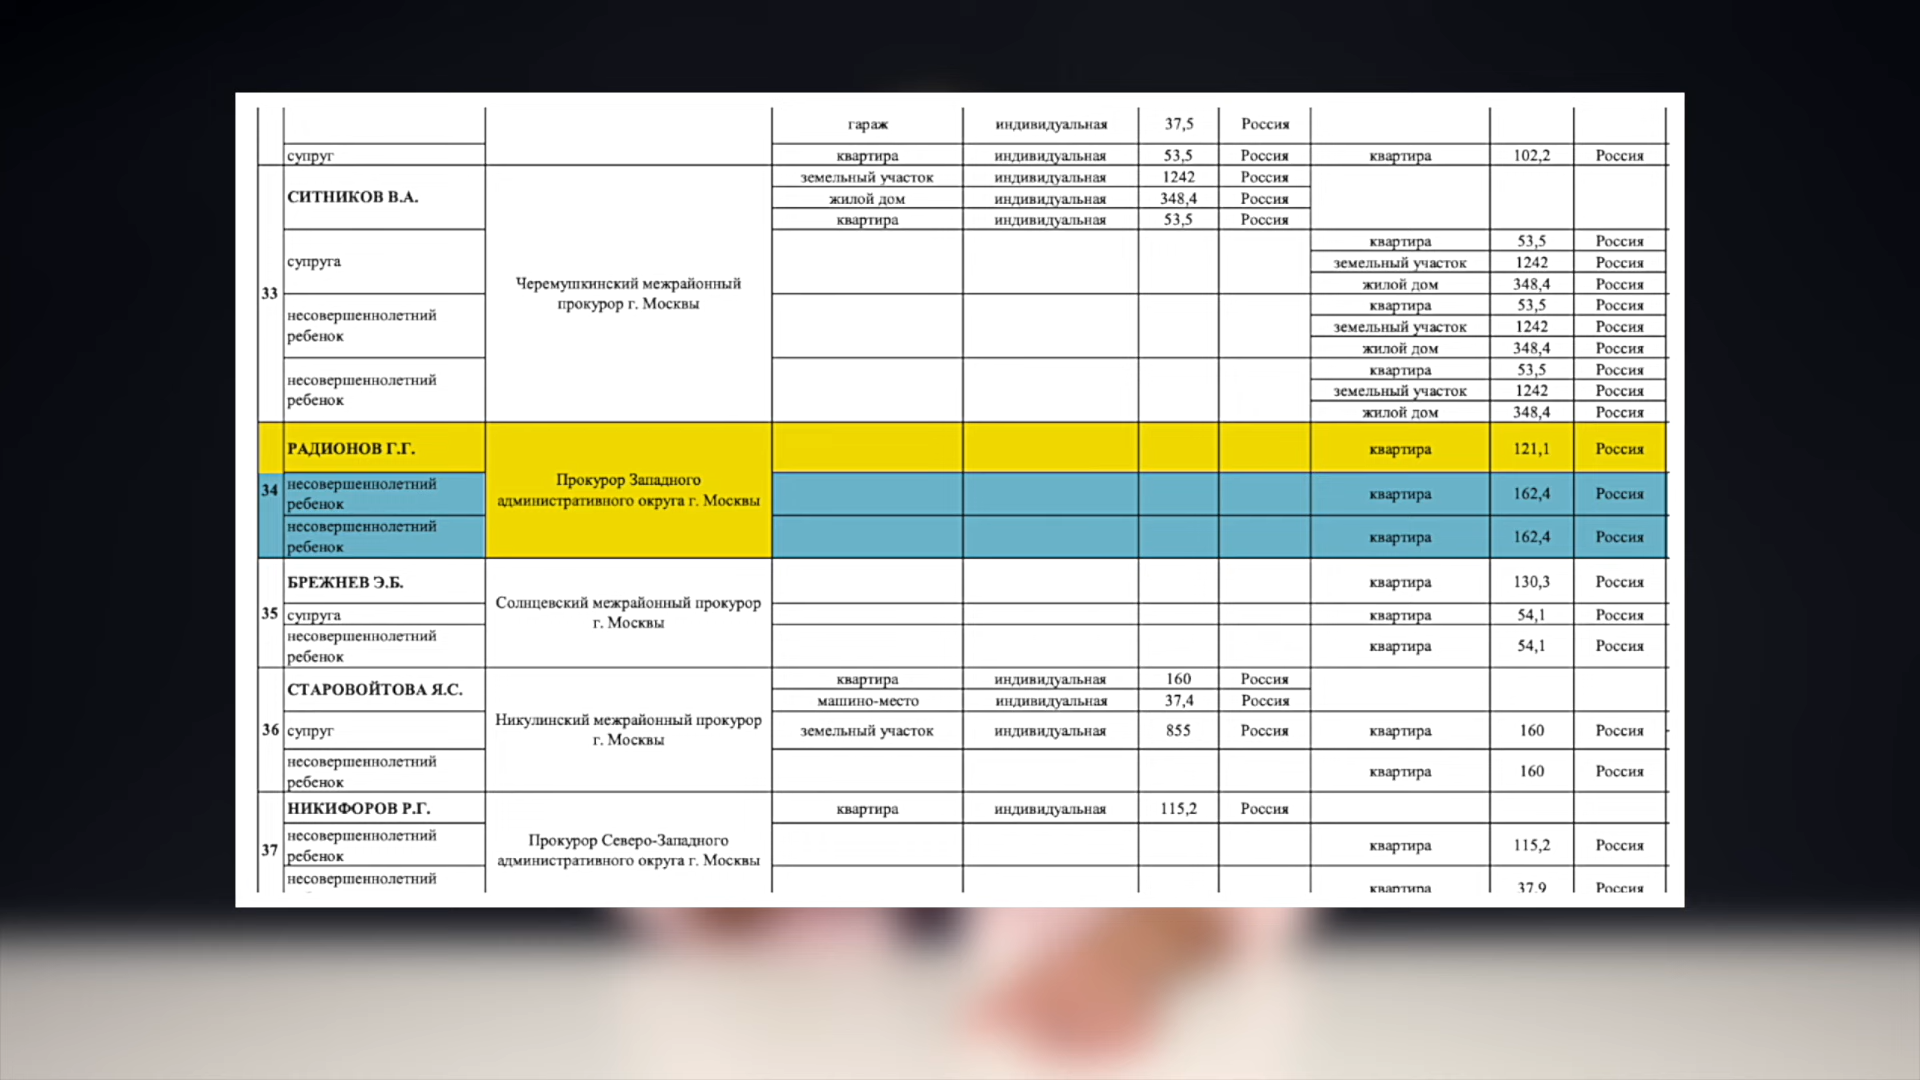 гараж индивидуальная 37,5 Россия
супруг квартира индивидуальная 53,5 Россия квартира 102,2 Россия
33
СИТНИКОВ В.А.
Черемушкинский межрайонный
прокурор г. Москвы
земельный участок индивидуальная 1242 Россия
жилой дом индивидуальная 348,4 Россия
квартира индивидуальная 53,5 Россия
супруга
квартира 53,5 Россия
земельный участок 1242 Россия
жилой дом 348,4 Россия
несовершеннолетний
ребенок
квартира 53,5 Россия
земельный участок 1242 Россия
жилой дом 348,4 Россия
несовершеннолетний
ребенок
квартира 53,5 Россия
земельный участок 1242 Россия
жилой дом 348,4 Россия
34
РАДИОНОВ Г.Г.
Прокурор Западного
административного округа г. Москвы
квартира 121,1 Россия
несовершеннолетний
ребенок
квартира 162,4 Россия
несовершеннолетний
ребенок
квартира 162,4 Россия
35
БРЕЖНЕВ Э.Б.
Солнцевский межрайонный прокурор
г. Москвы
квартира 130,3 Россия
супруга квартира 54,1 Россия
несовершеннолетний
ребенок
квартира 54,1 Россия
36
СТАРОВОЙТОВА Я.С.
Никулинский межрайонный прокурор
г. Москвы
квартира индивидуальная 160 Россия
машино-место индивидуальная 37,4 Россия
супруг земельный участок индивидуальная 855 Россия квартира 160 Россия
несовершеннолетний
ребенок
квартира 160 Россия
37
НИКИФОРОВ Р.Г.
Прокурор Северо-Западного
административного округа г. Москвы
квартира индивидуальная 115,2 Россия
несовершеннолетний
ребенок
квартира 115,2 Россия
несовершеннолетний
квартира 37,9 Россия